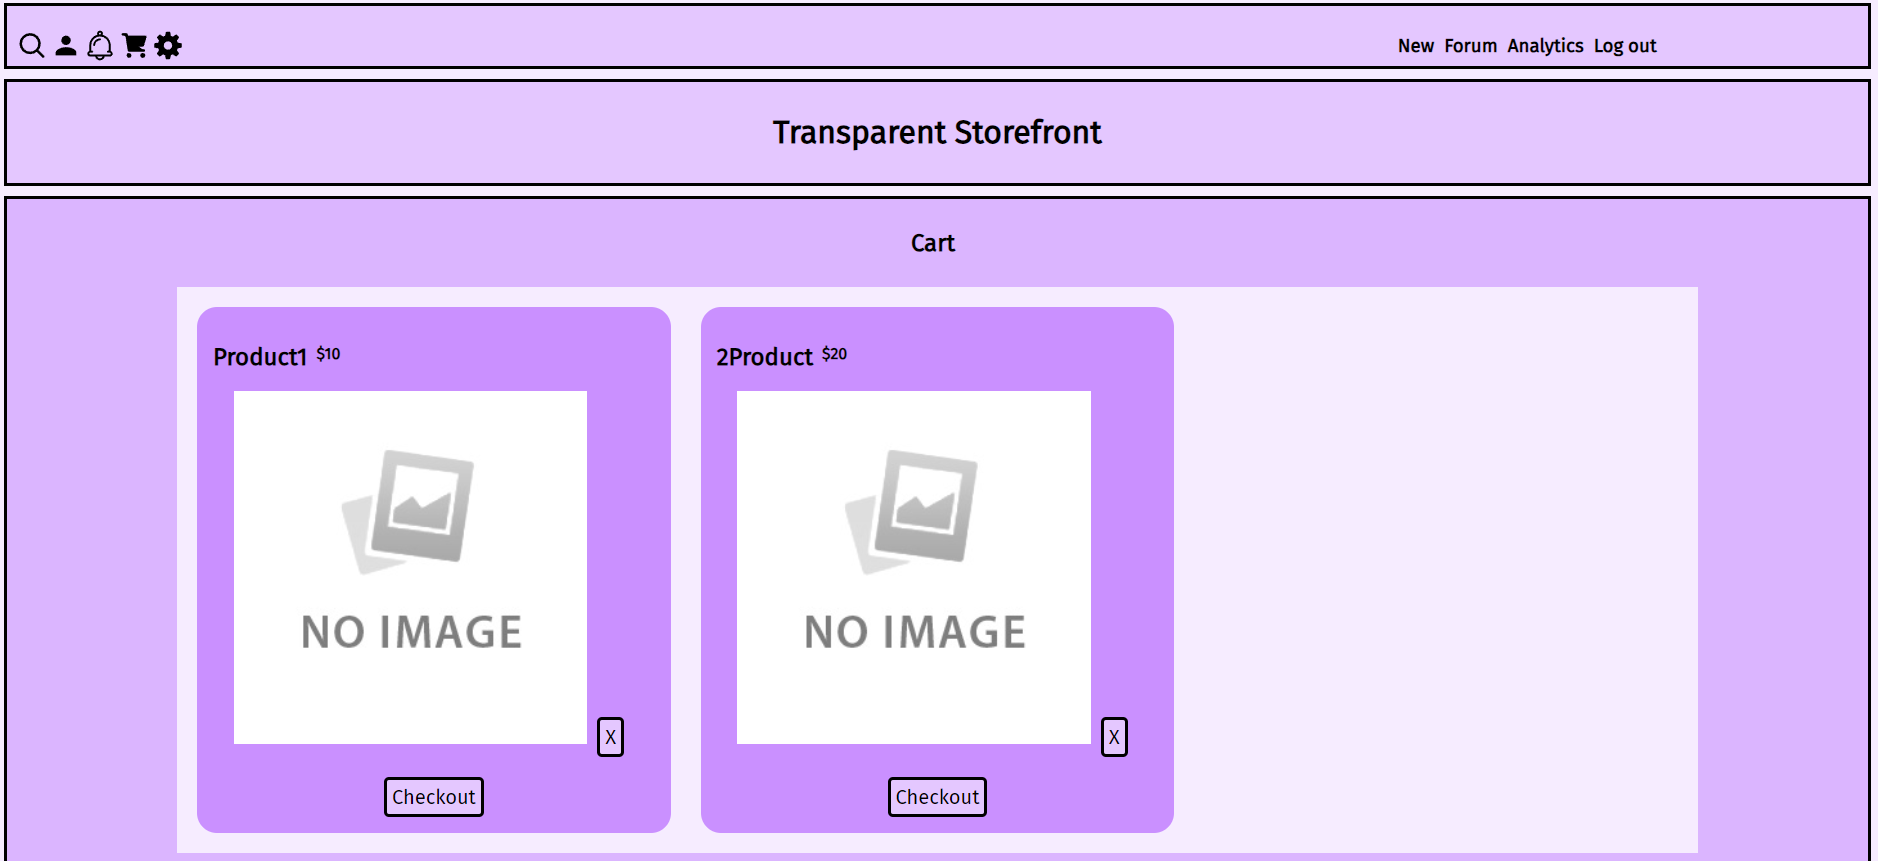 New Forum Analytics Log out
Transparent Storefront
Cart
Product1 $10
NO IMAGE
X
Checkout
2Product $20
NO IMAGE
X
Checkout